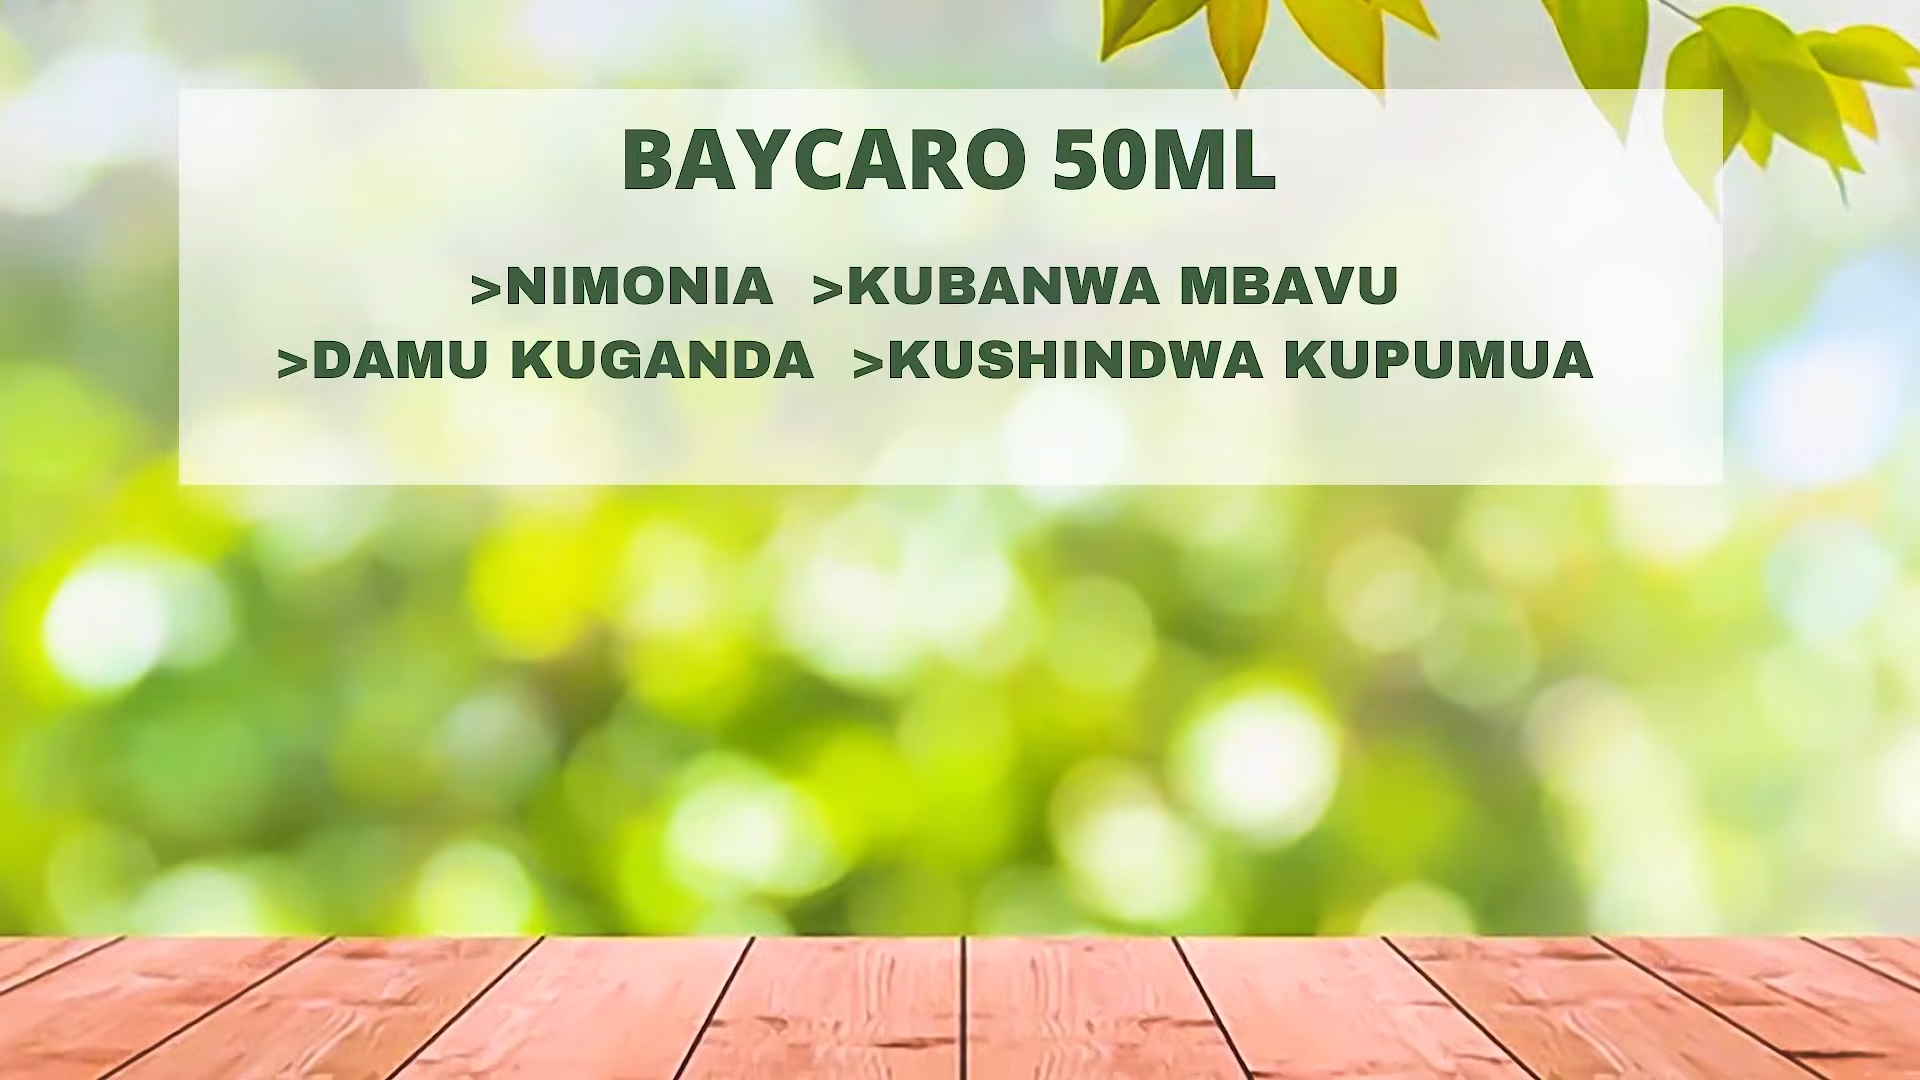 BAYCARO 50ML
>NIMONIA >KUBANWA MBAVU
>DAMU KUGANDA >KUSHINDWA KUPUMUA